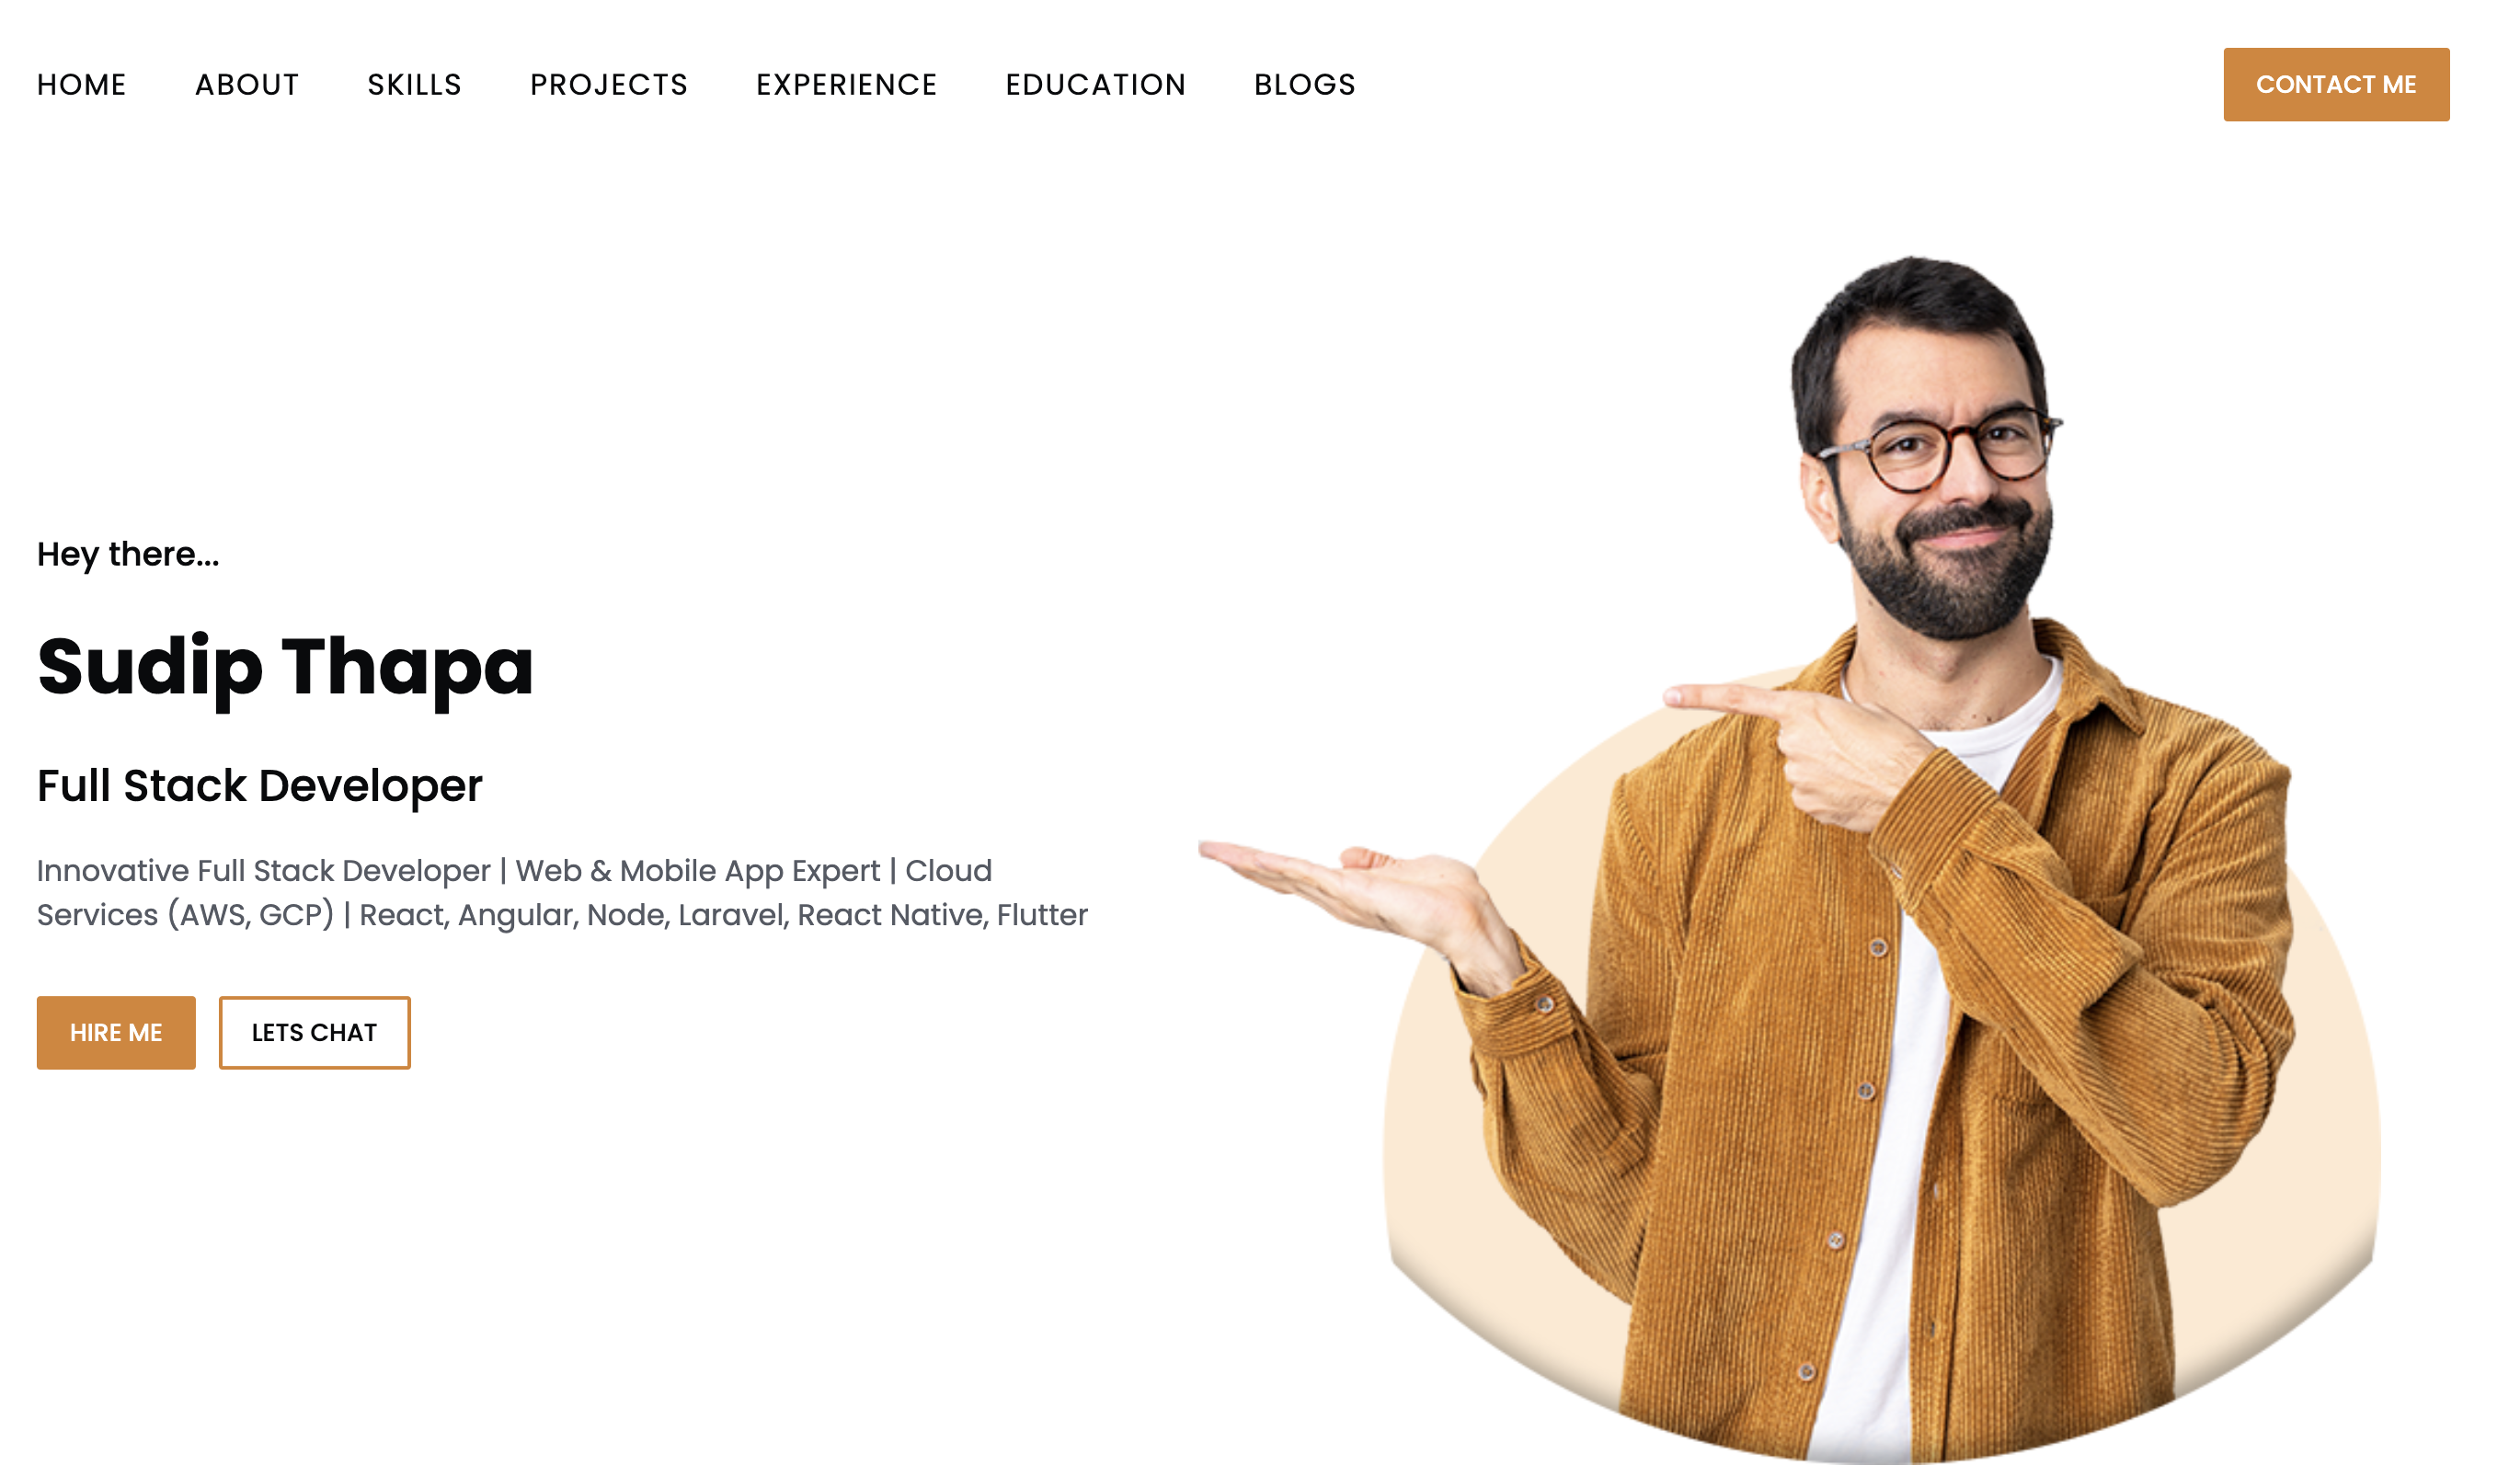 HOME ABOUT SKILLS PROJECTS EXPERIENCE EDUCATION BLOGS CONTACT ME
Hey there...
Sudip Thapa
Full Stack Developer
Innovative Full Stack Developer | Web & Mobile App Expert | Cloud
Services (AWS, GCP) | React, Angular, Node, Laravel, React Native, Flutter
HIRE ME LETS CHAT